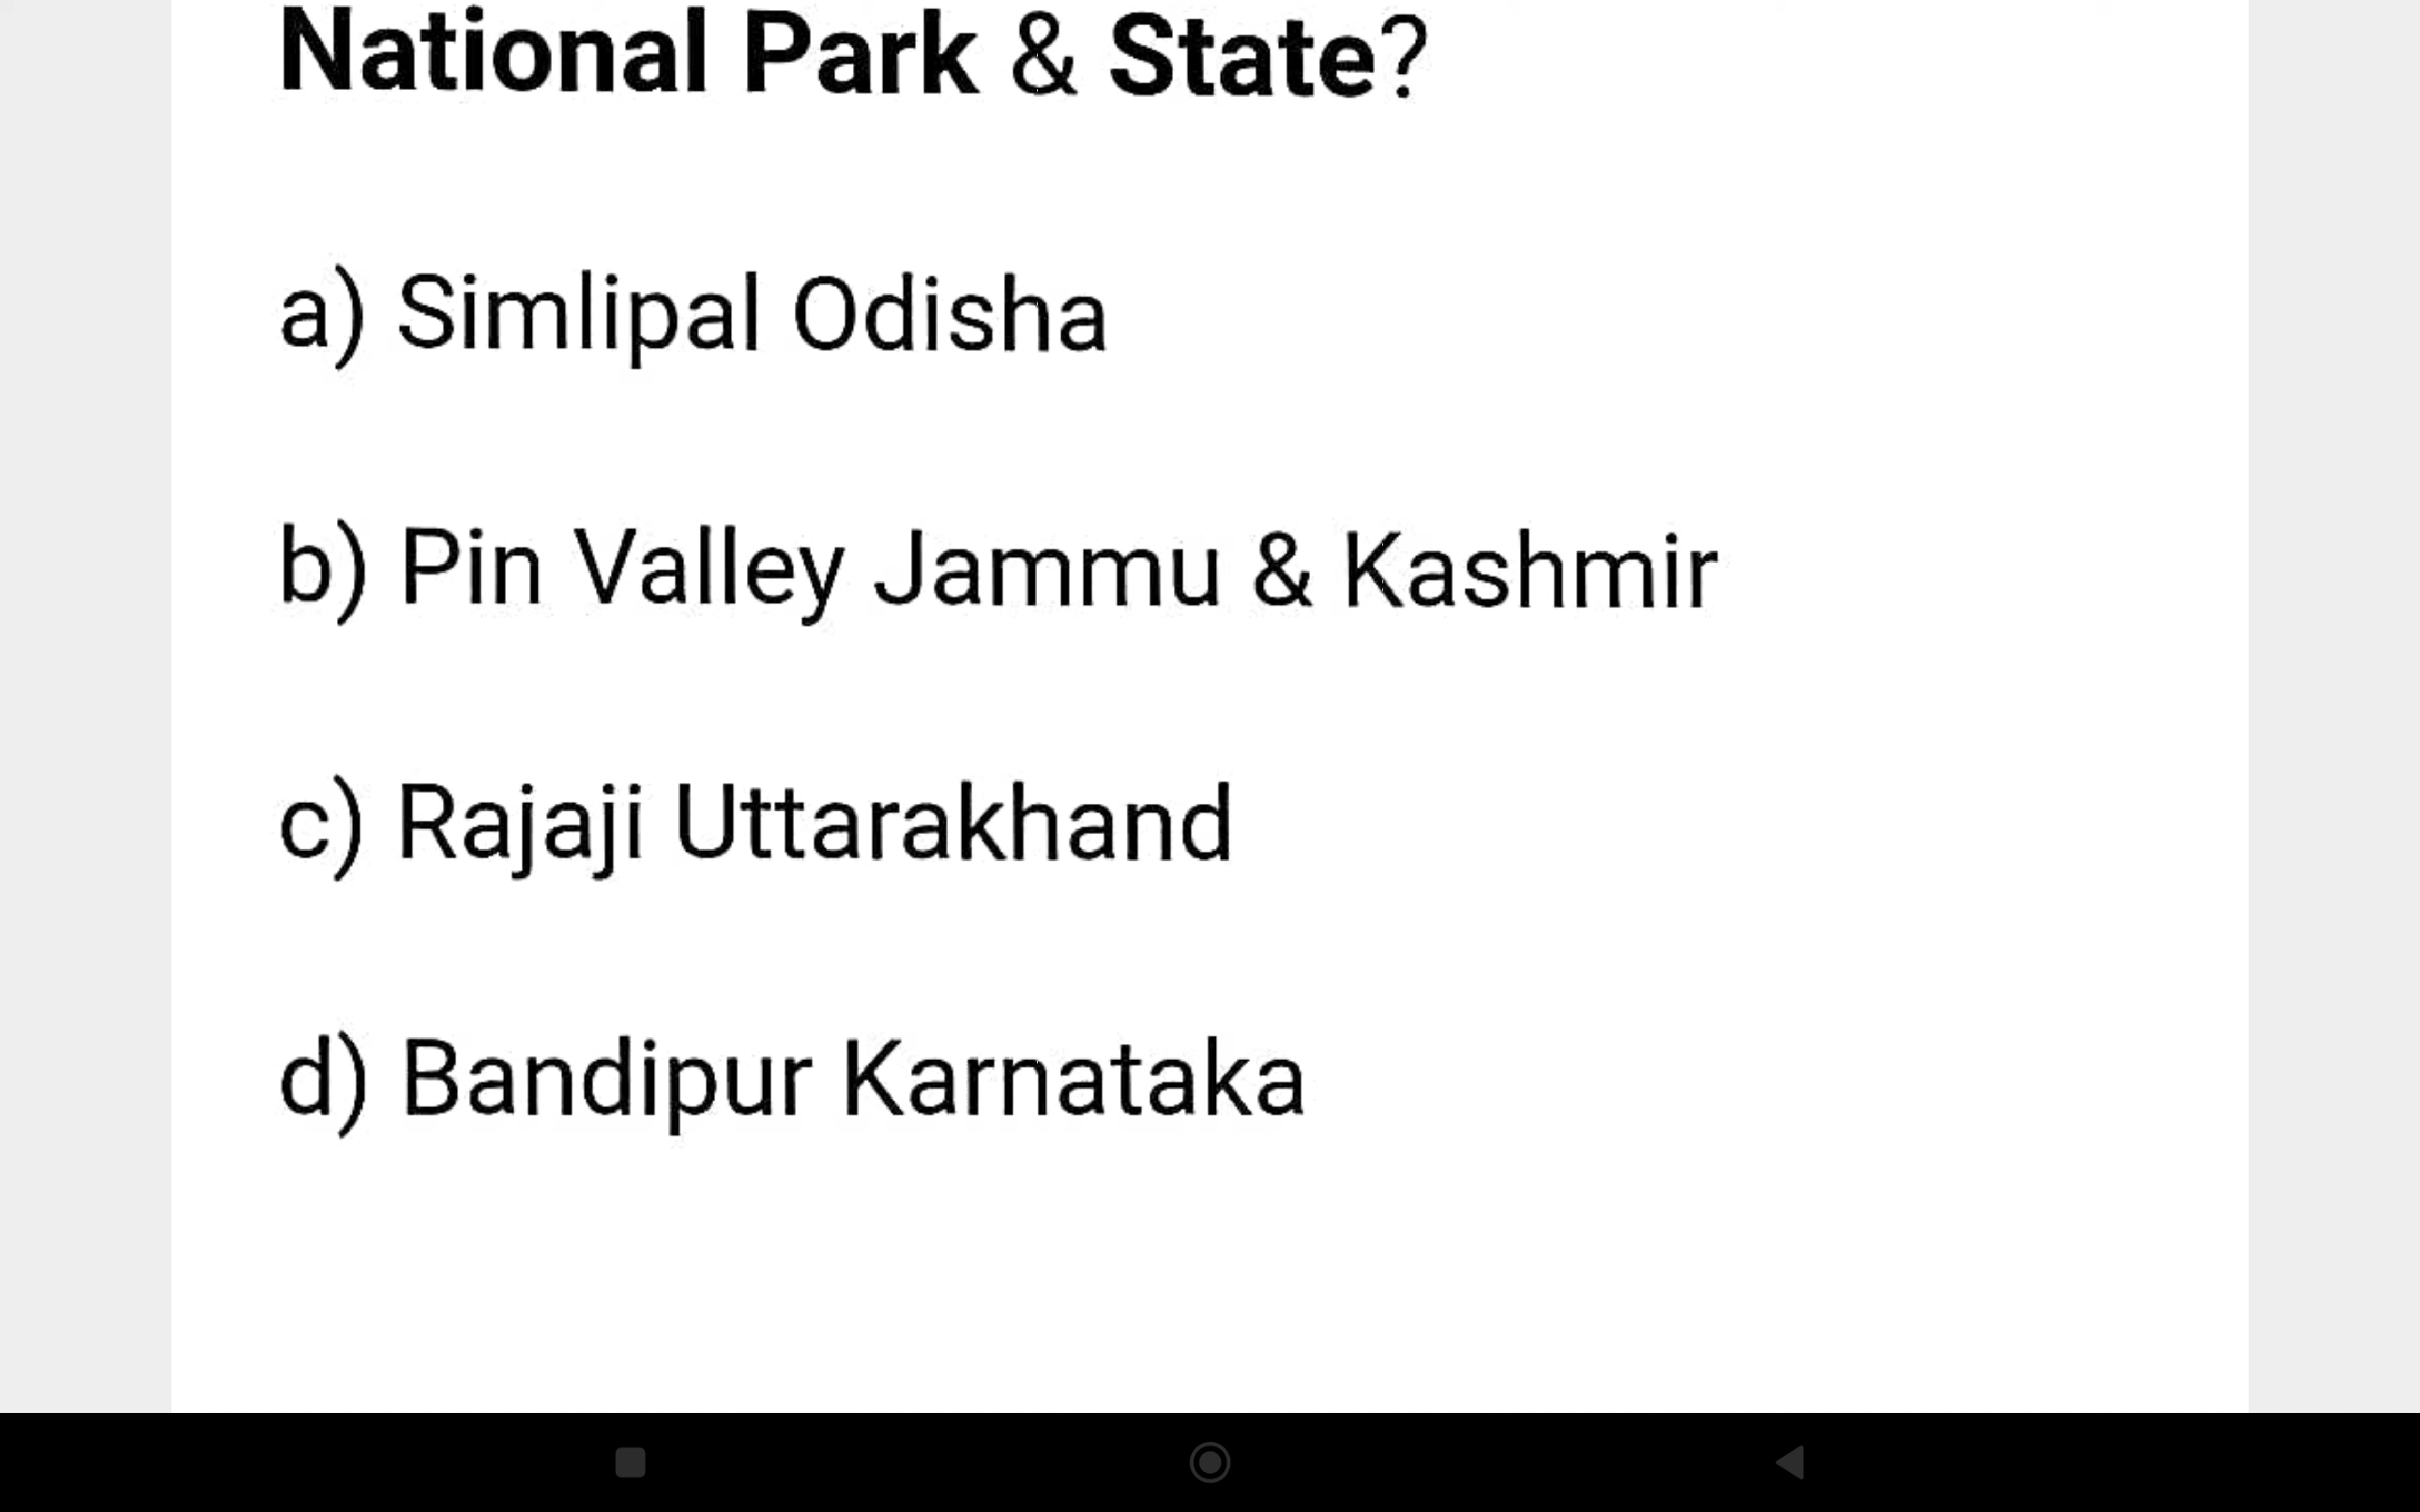 National Park & State?
a) Simlipal Odisha
b) Pin Valley Jammu & Kashmir
c) Rajaji Uttarakhand
d) Bandipur Karnataka